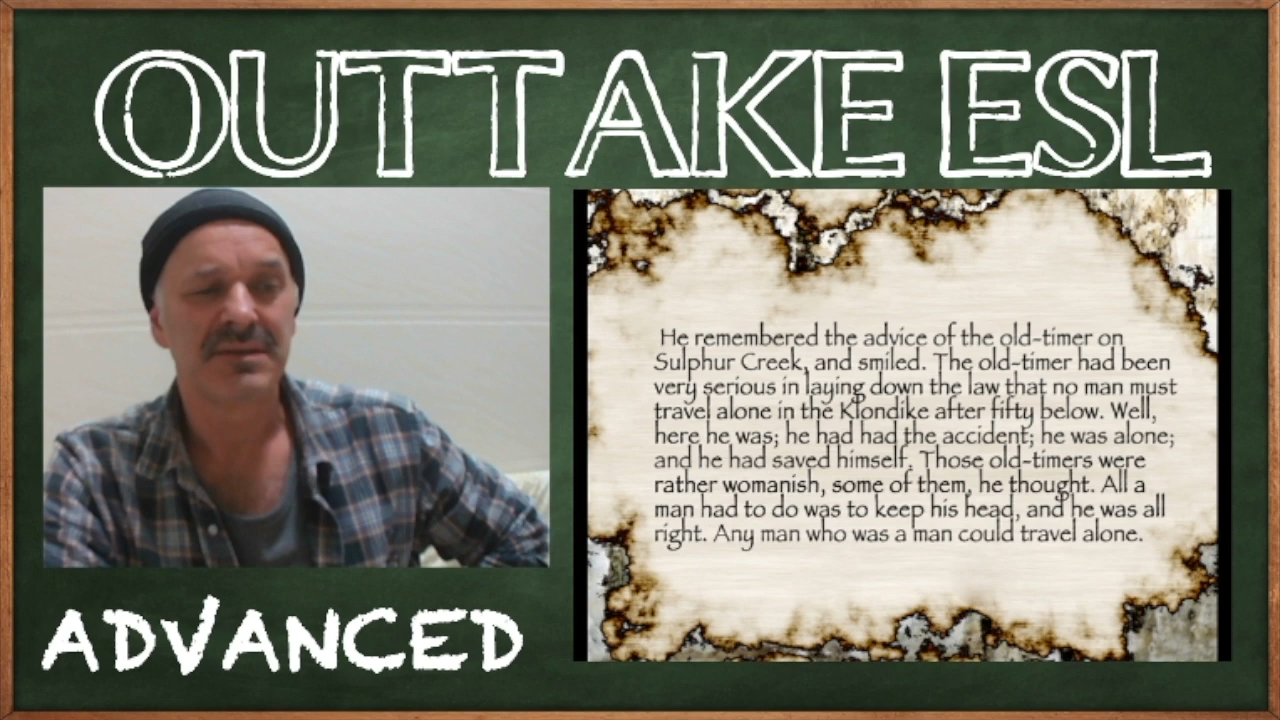 OUTTAKE ESL
He remembered the advice of the old-timer on
Sulphur Creek, and smiled. The old-timer had been
very serious in laying down the law that no man must
travel alone in the Klondike after fifty below. Well,
here he was; he had had the accident; he was alone;
and he had saved himself. Those old-timers were
rather womanish, some of them, he thought. All a
man had to do was to keep his head, and he was all
right. Any man who was a man could travel alone.
ADVANCED